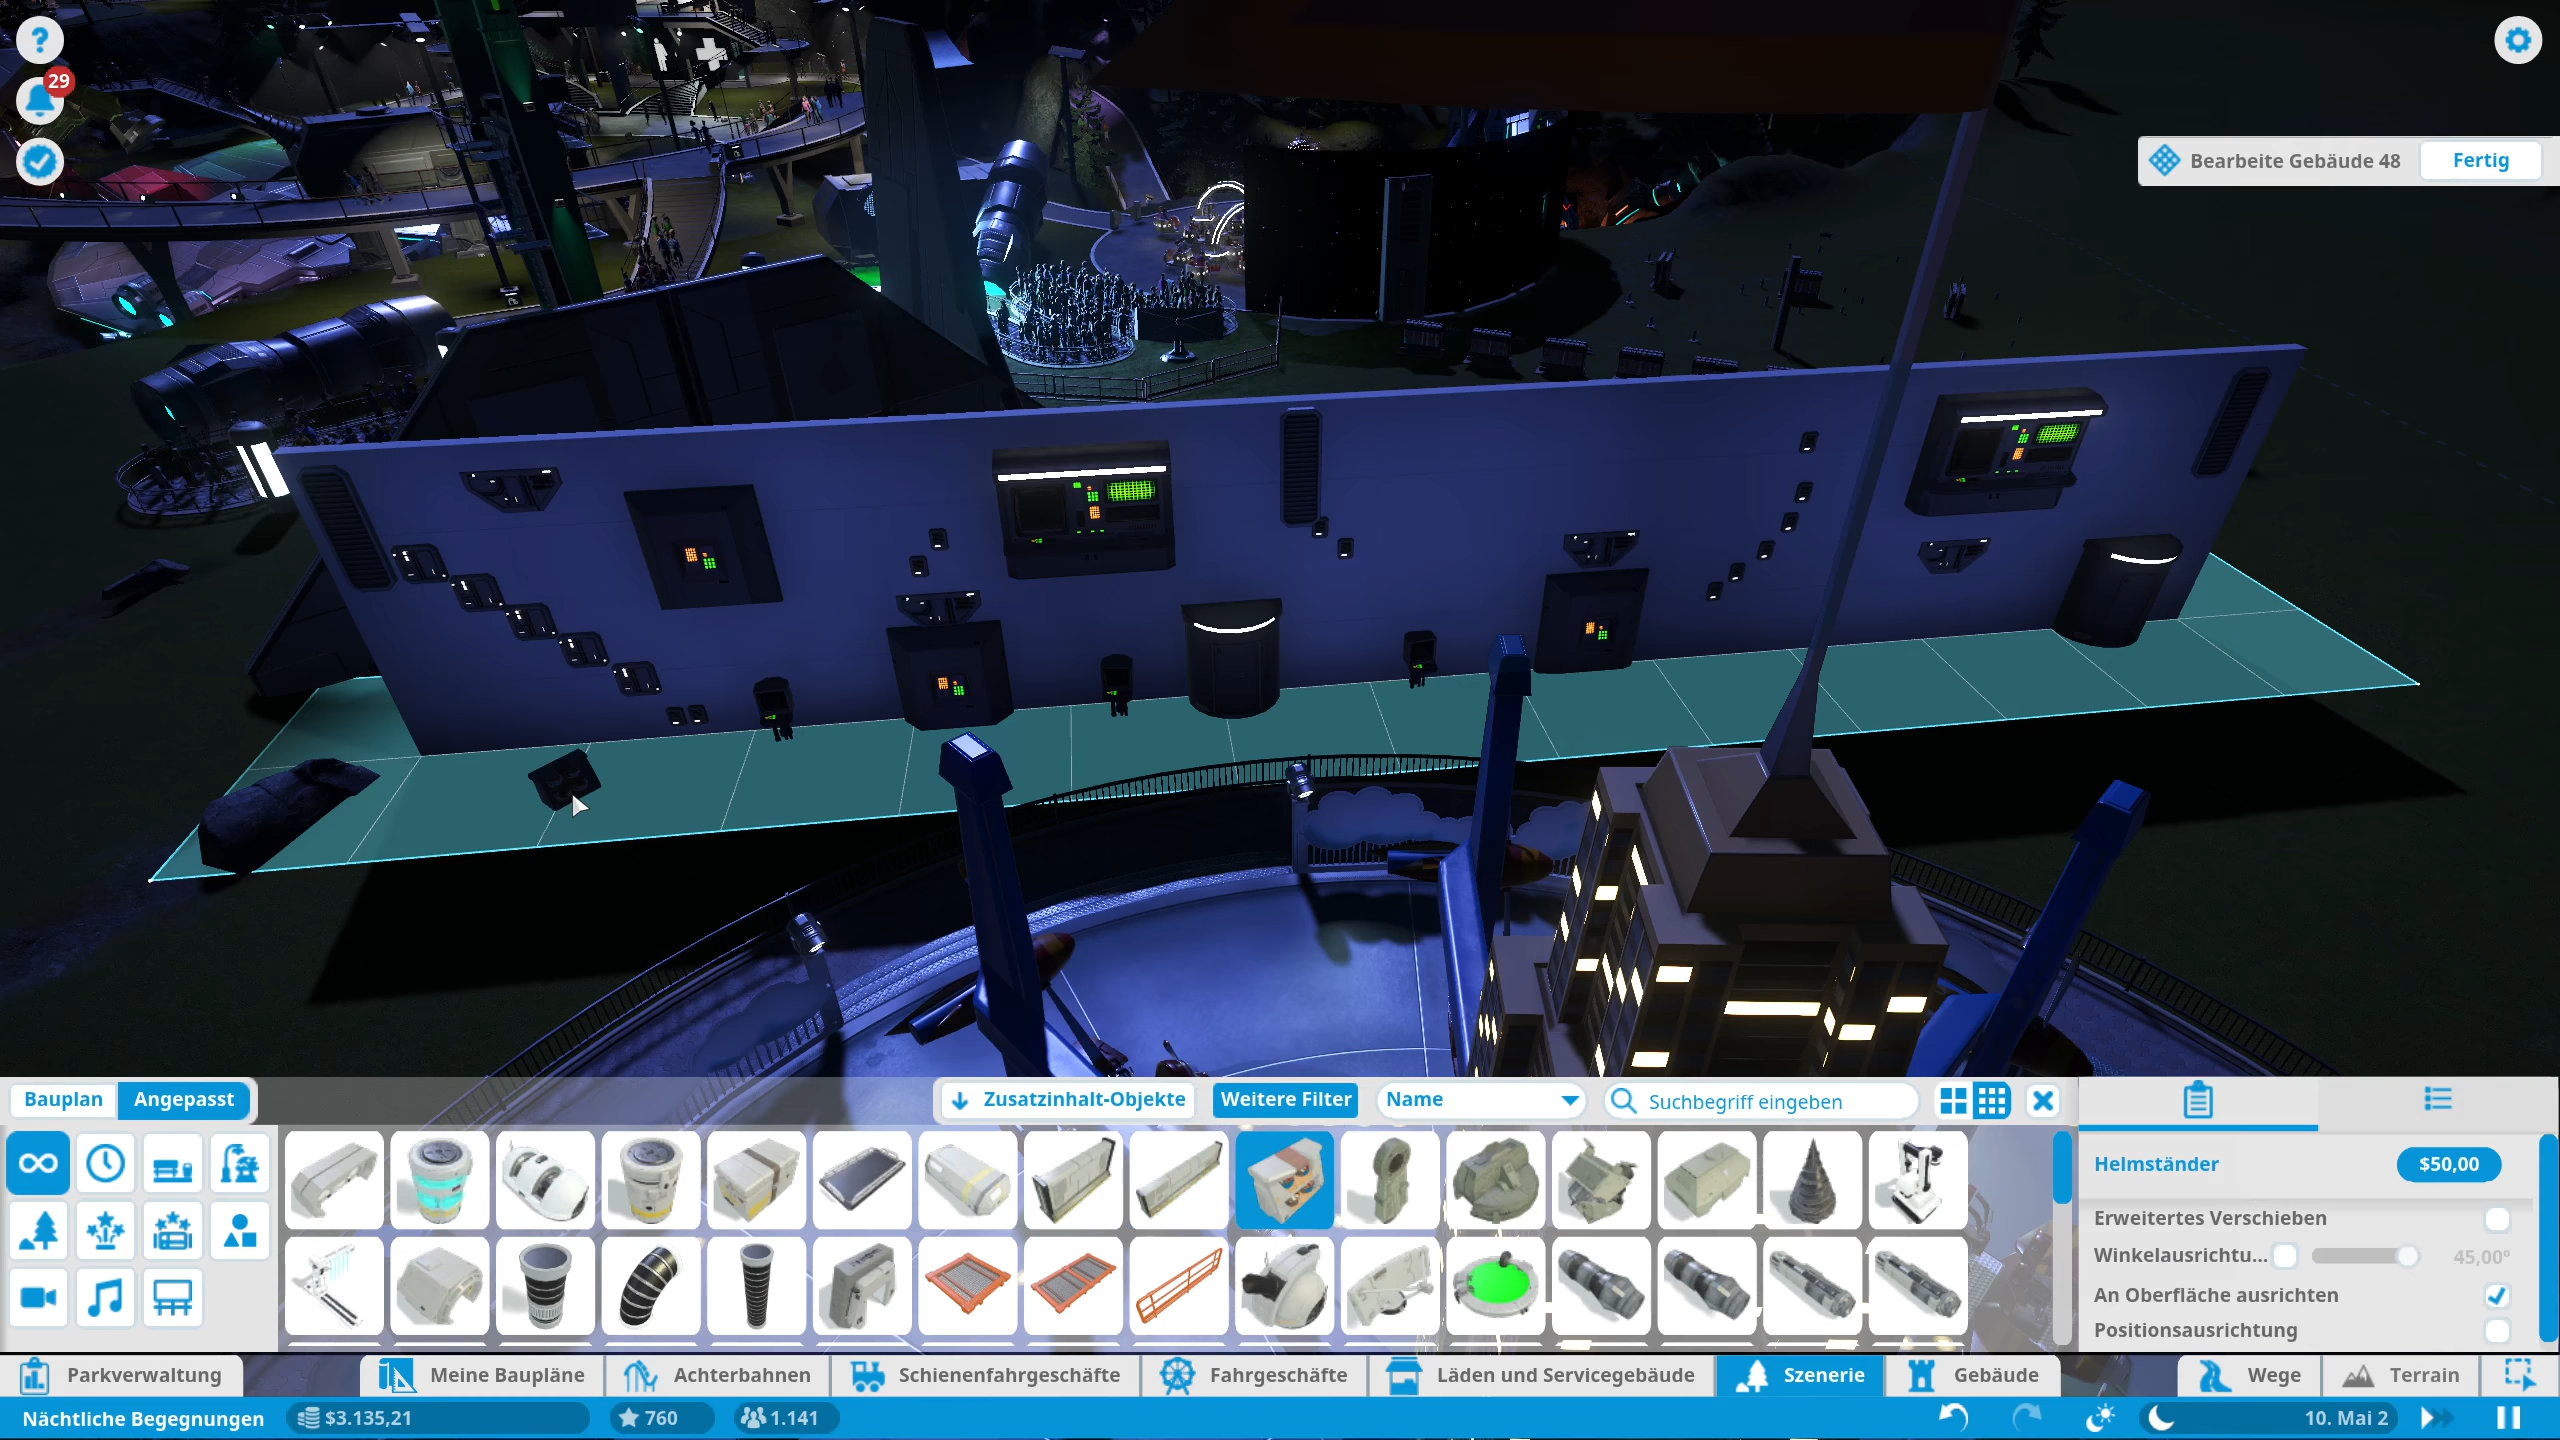 29
Bearbeite Gebäude 48
Fertig
Bauplan
Angepasst
Zusatzinhalt-Objekte
Weitere Filter
Name
Suchbegriff eingeben
Helmständer
$50,00
Erweitertes Verschieben
Winkelausrichtu...
45,00°
An Oberfläche ausrichten
Positionsausrichtung
Parkverwaltung
Meine Baupläne
Achterbahnen
Schienenfahrgeschäfte
Fahrgeschäfte
Läden und Servicegebäude
Szenerie
Gebäude
Wege
Terrain
Nächtliche Begegnungen
$3.135,21
760
1.141
10. Mai 2